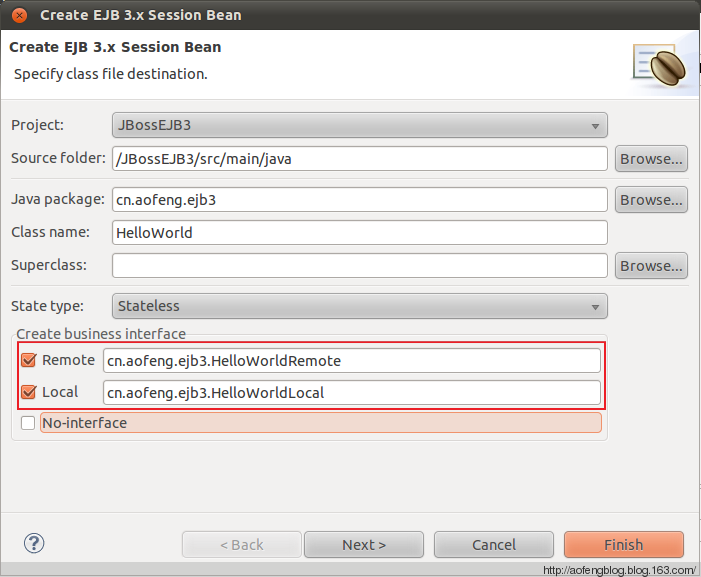 Create EJB 3.x Session Bean
Create EJB 3.x Session Bean
Specify class file destination.
Project: JBossEJB3
Source folder: /JBossEJB3/src/main/java Browse...
Java package: cn.aofeng.ejb3 Browse...
Class name: HelloWorld
Superclass: Browse...
State type: Stateless
Create business interface
Remote cn.aofeng.ejb3.HelloWorldRemote
Local cn.aofeng.ejb3.HelloWorldLocal
No-interface
? < Back Next > Cancel Finish
http://aofengblog.blog.163.com/